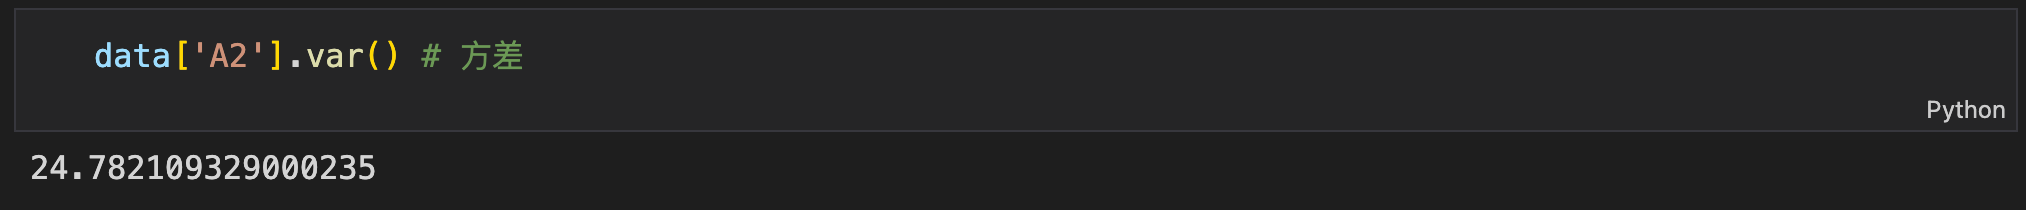 data['A2'].var() # 方差
Python
24.782109329000235